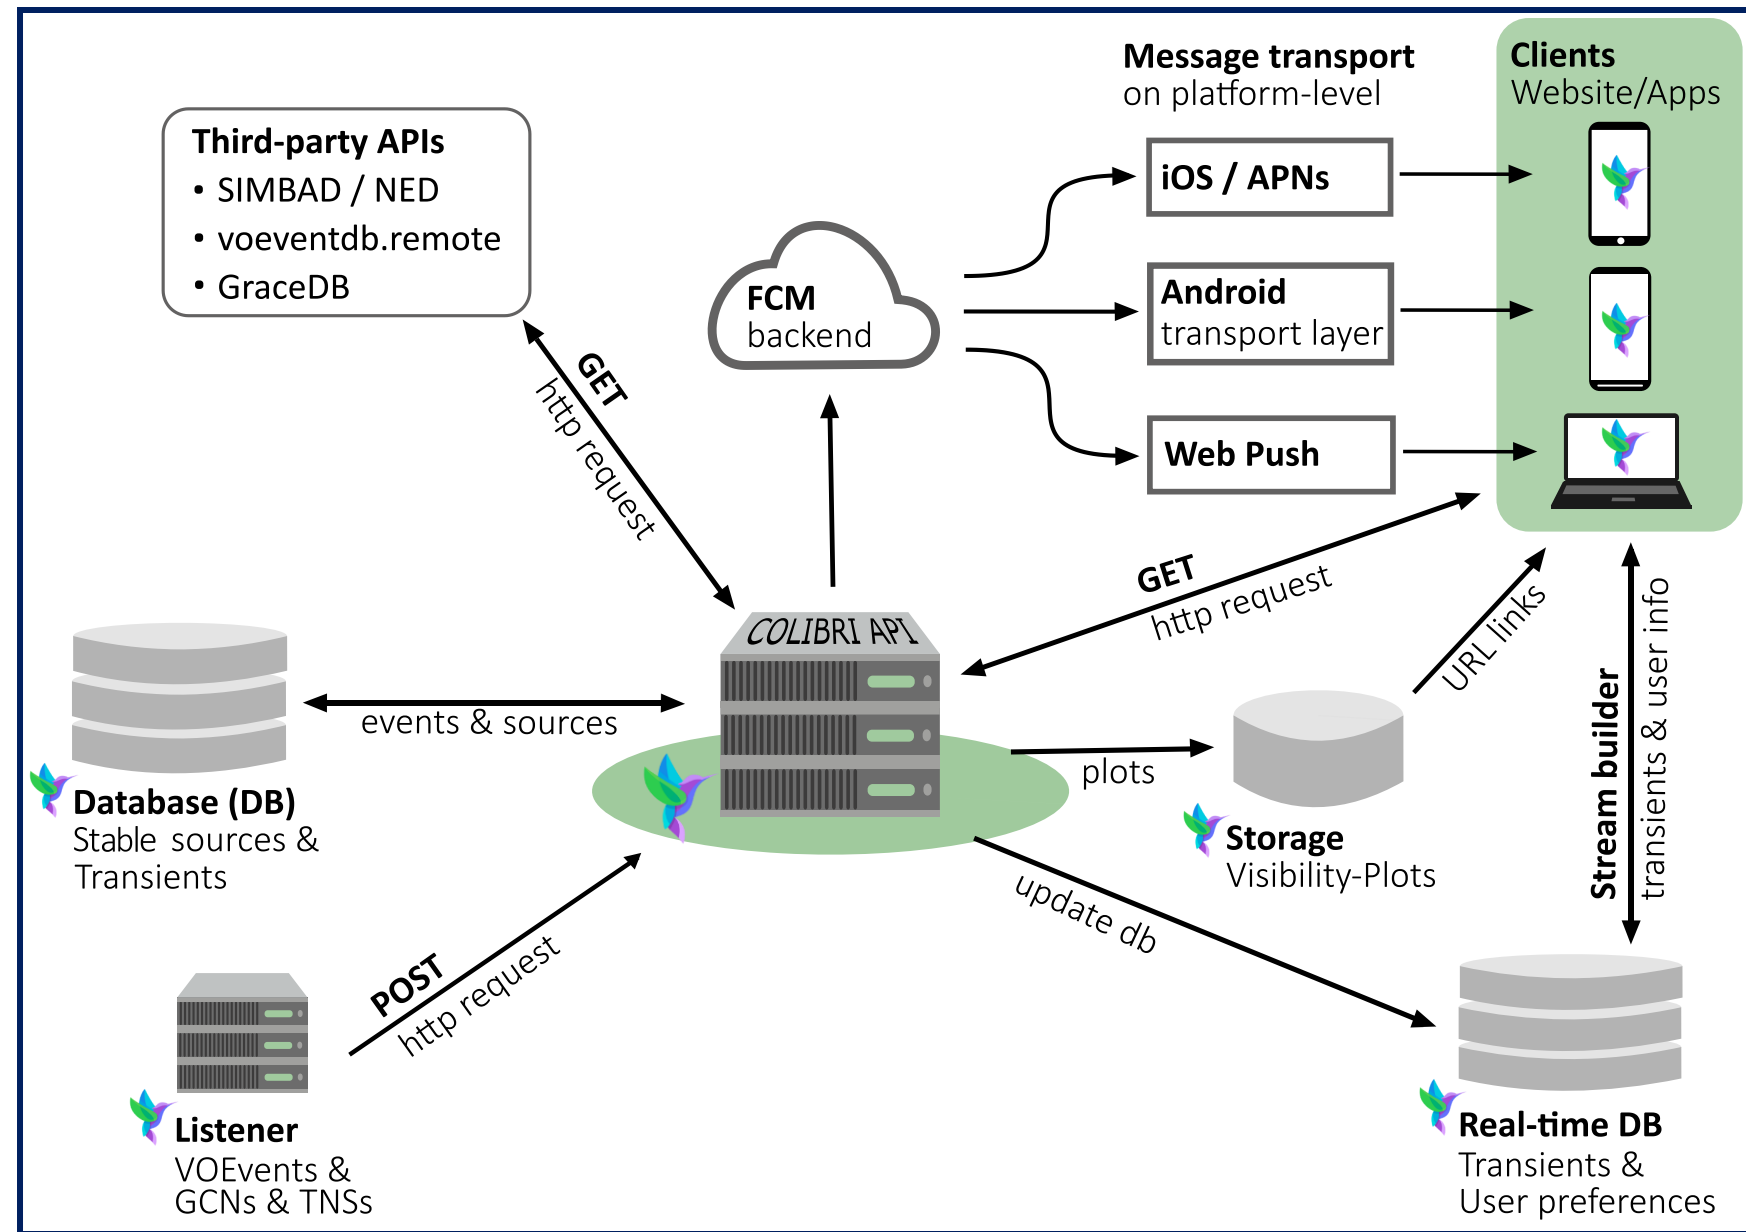 Message transport
on platform-level
Clients
Website/Apps
Third-party APIs
• SIMBAD / NED
• voeventdb.remote
• GraceDB
iOS / APNs
FCM
backend
Android
transport layer
Web Push
GET
http request
GET
http request
COLIBRI API
URL links
Stream builder
transients & user info
events & sources
plots
Database (DB)
Stable sources &
Transients
Storage
Visibility-Plots
update db
POST
http request
Listener
VOEvents &
GCNs & TNSs
Real-time DB
Transients &
User preferences